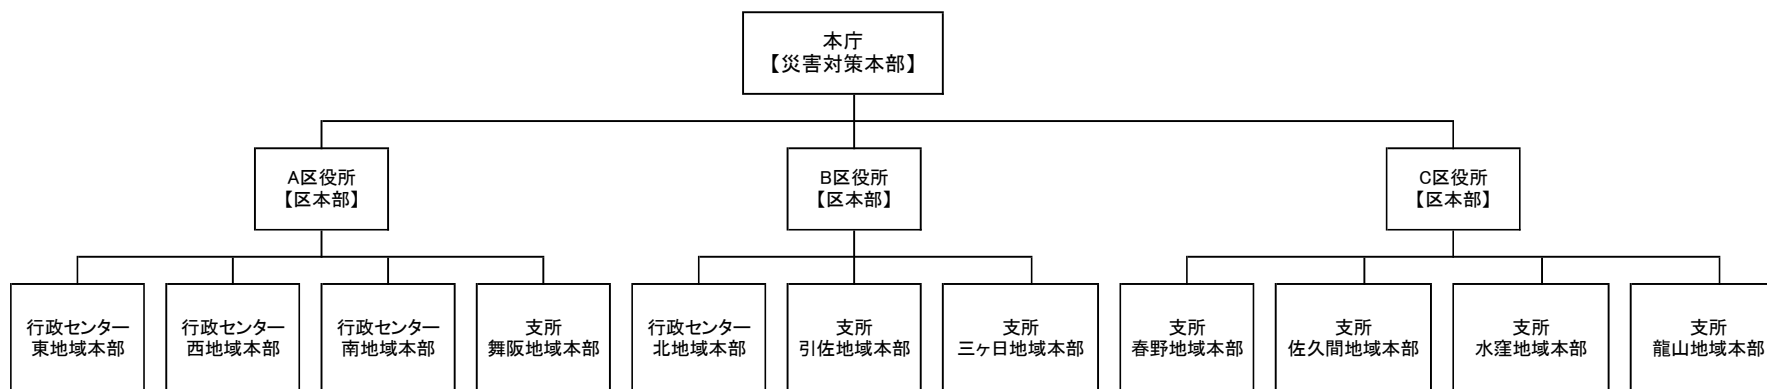 本庁
【災害対策本部】
A区役所
【区本部】
B区役所
【区本部】
C区役所
【区本部】
行政センター
東地域本部
行政センター
西地域本部
行政センター
南地域本部
支所
舞阪地域本部
行政センター
北地域本部
支所
引佐地域本部
支所
三ヶ日地域本部
支所
春野地域本部
支所
佐久間地域本部
支所
水窪地域本部
支所
龍山地域本部